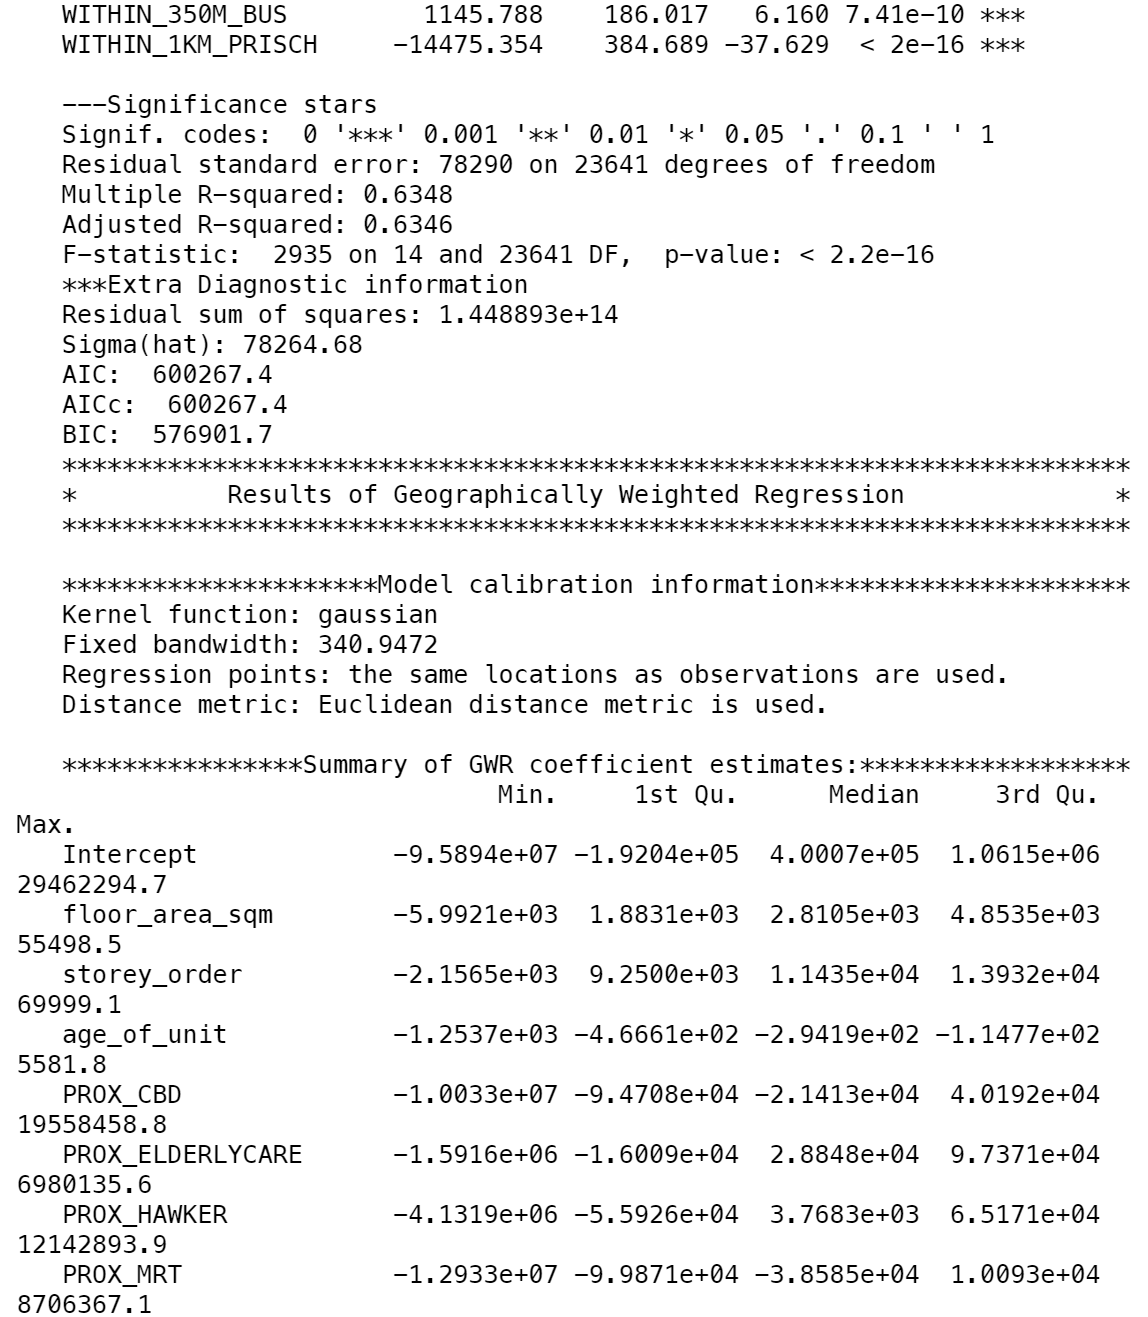 WITHIN_350M_BUS         1145.788    186.017   6.160 7.41e-10 ***
WITHIN_1KM_PRISCH     -14475.354    384.689 -37.629  < 2e-16 ***
---Significance stars
Signif. codes:  0 '***' 0.001 '**' 0.01 '*' 0.05 '.' 0.1 ' ' 1
Residual standard error: 78290 on 23641 degrees of freedom
Multiple R-squared: 0.6348
Adjusted R-squared: 0.6346
F-statistic:  2935 on 14 and 23641 DF,  p-value: < 2.2e-16
***Extra Diagnostic information
Residual sum of squares: 1.448893e+14
Sigma(hat): 78264.68
AIC:  600267.4
AICc:  600267.4
BIC:  576901.7
***********************************************************************
*          Results of Geographically Weighted Regression              *
***********************************************************************
*********************Model calibration information*********************
Kernel function: gaussian
Fixed bandwidth: 340.9472
Regression points: the same locations as observations are used.
Distance metric: Euclidean distance metric is used.
****************Summary of GWR coefficient estimates:******************
Min.     1st Qu.      Median     3rd Qu.
Max.
Intercept             -9.5894e+07 -1.9204e+05  4.0007e+05  1.0615e+06
29462294.7
floor_area_sqm        -5.9921e+03  1.8831e+03  2.8105e+03  4.8535e+03
55498.5
storey_order          -2.1565e+03  9.2500e+03  1.1435e+04  1.3932e+04
69999.1
age_of_unit           -1.2537e+03 -4.6661e+02 -2.9419e+02 -1.1477e+02
5581.8
PROX_CBD              -1.0033e+07 -9.4708e+04 -2.1413e+04  4.0192e+04
19558458.8
PROX_ELDERLYCARE      -1.5916e+06 -1.6009e+04  2.8848e+04  9.7371e+04
6980135.6
PROX_HAWKER           -4.1319e+06 -5.5926e+04  3.7683e+03  6.5171e+04
12142893.9
PROX_MRT              -1.2933e+07 -9.9871e+04 -3.8585e+04  1.0093e+04
8706367.1